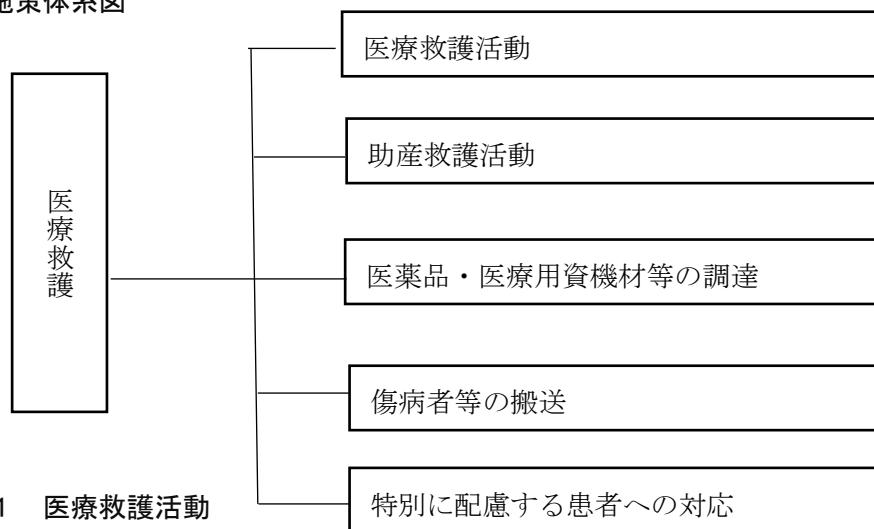 施策体系図
医療救護
医療救護活動
助産救護活動
医薬品・医療用資機材等の調達
傷病者等の搬送
特別に配慮する患者への対応
1 医療救護活動